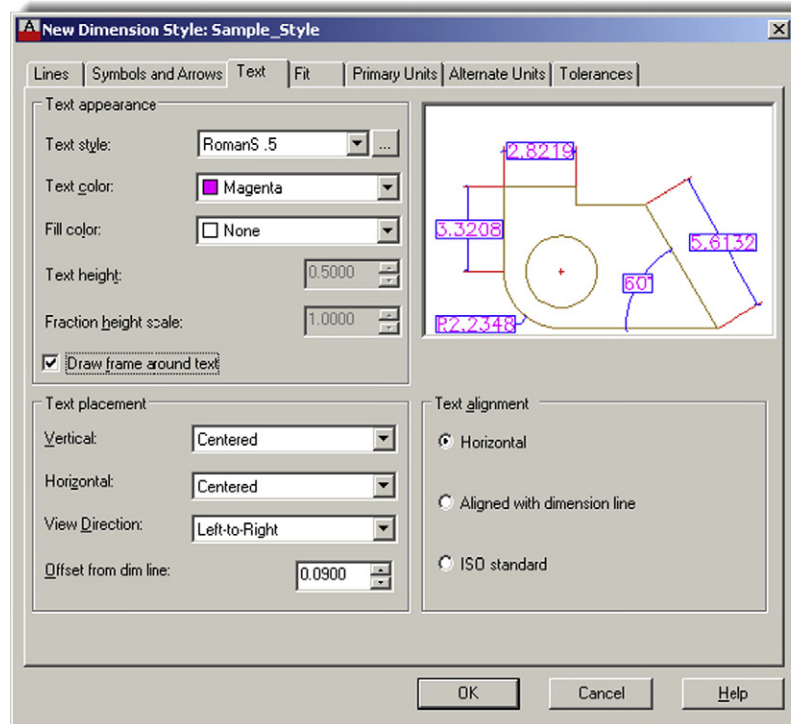 New Dimension Style: Sample_Style
Lines Symbols and Arrows Text Fit Primary Units Alternate Units Tolerances
Text appearance
Text style: RomanS .5 ...
Text color: Magenta
Fill color: None
Text height: 0.5000
Fraction height scale: 1.0000
Draw frame around text
2.8219
3.3208
5.6132
60°
R2.2348
Text placement
Vertical: Centered
Horizontal: Centered
View Direction: Left-to-Right
Offset from dim line: 0.0900
Text alignment
Horizontal
Aligned with dimension line
ISO standard
OK Cancel Help